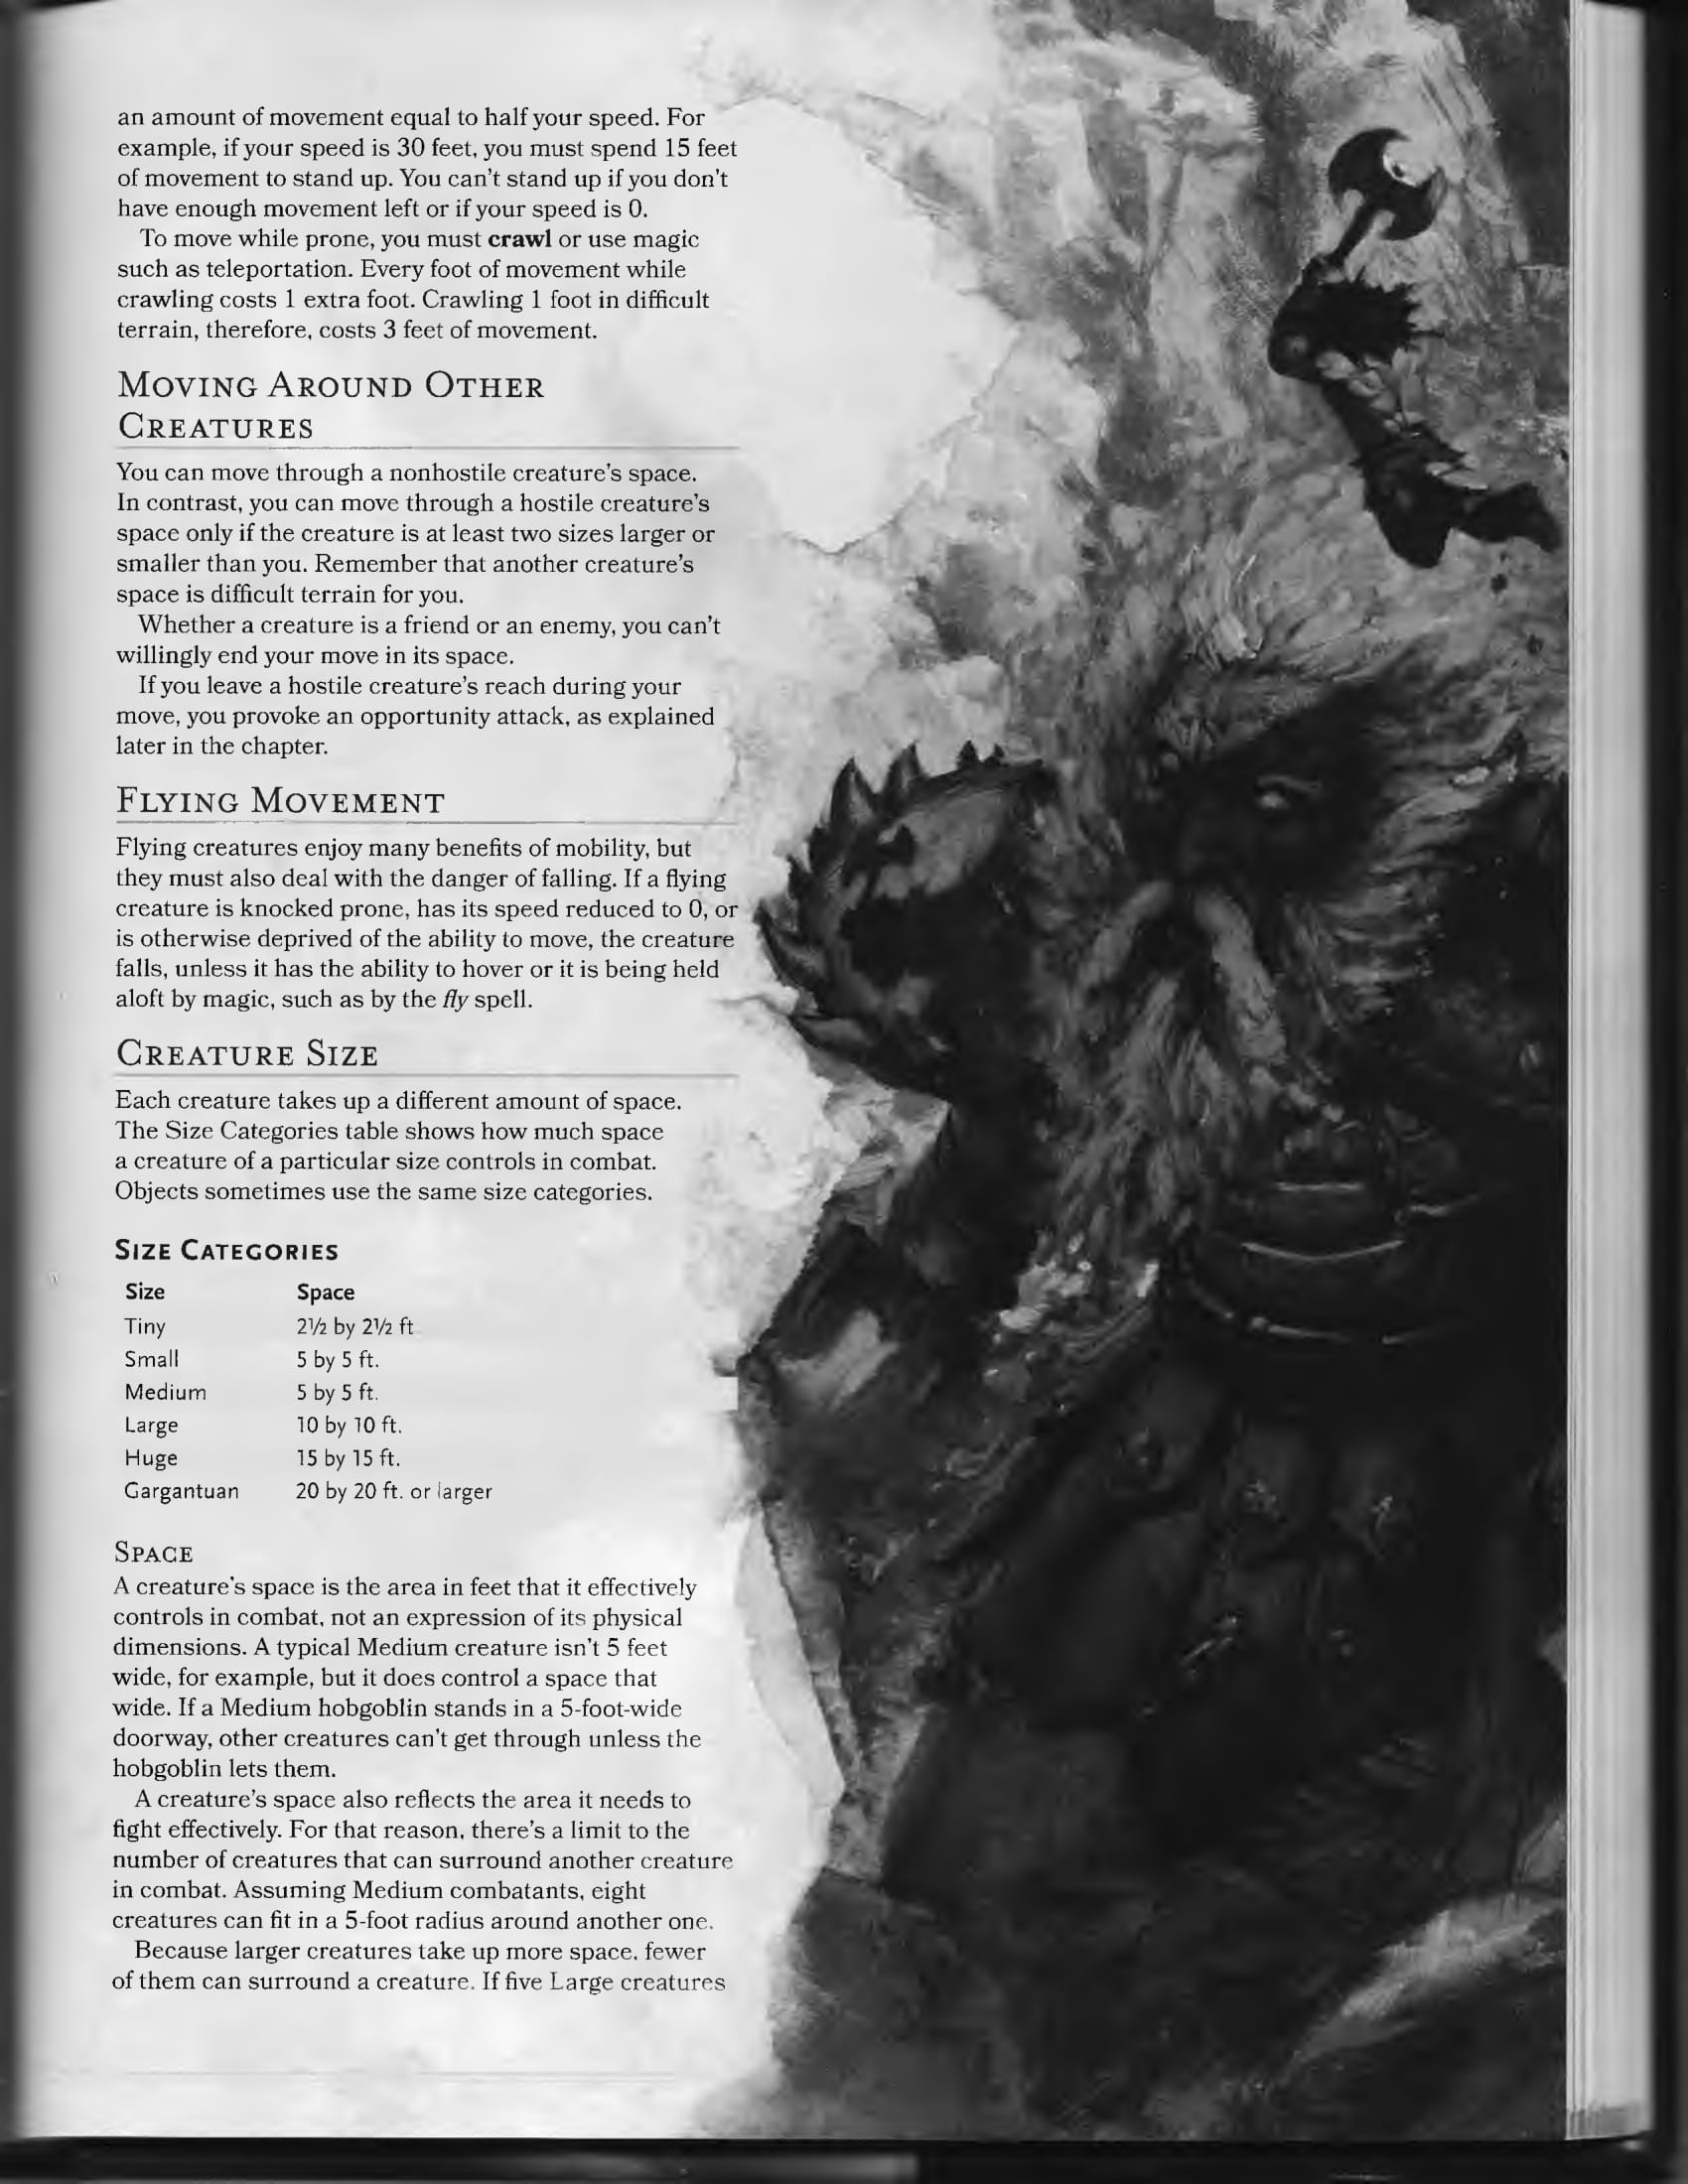 an amount of movement equal to half your speed. For
example, if your speed is 30 feet, you must spend 15 feet
of movement to stand up. You can't stand up if you don't
have enough movement left or if your speed is 0.
To move while prone, you must crawl or use magic
such as teleportation. Every foot of movement while
crawling costs 1 extra foot. Crawling 1 foot in difficult
terrain, therefore, costs 3 feet of movement.
Moving Around Other
Creatures
You can move through a nonhostile creature's space.
In contrast, you can move through a hostile creature's
space only if the creature is at least two sizes larger or
smaller than you. Remember that another creature's
space is difficult terrain for you.
Whether a creature is a friend or an enemy, you can't
willingly end your move in its space.
If you leave a hostile creature's reach during your
move, you provoke an opportunity attack, as explained
later in the chapter.
Flying Movement
Flying creatures enjoy many benefits of mobility, but
they must also deal with the danger of falling. If a flying
creature is knocked prone, has its speed reduced to 0, or
is otherwise deprived of the ability to move, the creature
falls, unless it has the ability to hover or it is being held
aloft by magic, such as by the fly spell.
Creature Size
Each creature takes up a different amount of space.
The Size Categories table shows how much space
a creature of a particular size controls in combat.
Objects sometimes use the same size categories.
Size Categories
Size Space
Tiny 2½ by 2½ ft
Small 5 by 5 ft.
Medium 5 by 5 ft.
Large 10 by 10 ft.
Huge 15 by 15 ft.
Gargantuan 20 by 20 ft. or larger
Space
A creature's space is the area in feet that it effectively
controls in combat, not an expression of its physical
dimensions. A typical Medium creature isn't 5 feet
wide, for example, but it does control a space that
wide. If a Medium hobgoblin stands in a 5-foot-wide
doorway, other creatures can't get through unless the
hobgoblin lets them.
A creature's space also reflects the area it needs to
fight effectively. For that reason, there's a limit to the
number of creatures that can surround another creature
in combat. Assuming Medium combatants, eight
creatures can fit in a 5-foot radius around another one.
Because larger creatures take up more space, fewer
of them can surround a creature. If five Large creatures